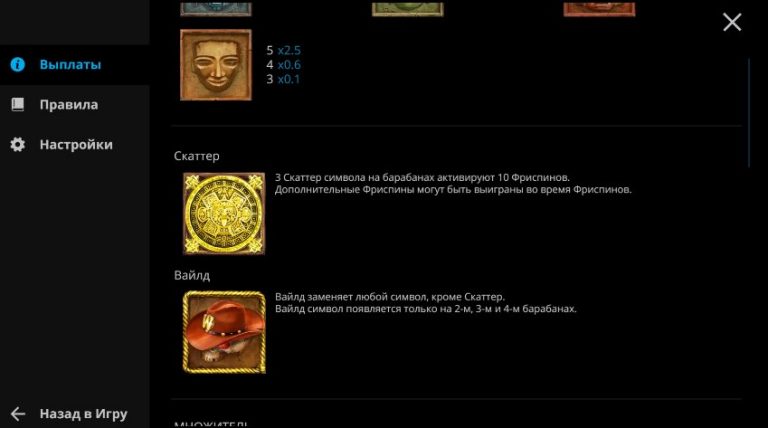 5 x2.5
4 x0.6
3 x0.1
Выплаты
Правила
Настройки
Скаттер
3 Скаттер символа на барабанах активируют 10 Фриспинов.
Дополнительные Фриспины могут быть выиграны во время Фриспинов.
Вайлд
Вайлд заменяет любой символ, кроме Скаттер.
Вайлд символ появляется только на 2-м, 3-м и 4-м барабанах.
Назад в Игру
МНОЖИТЕЛЬ